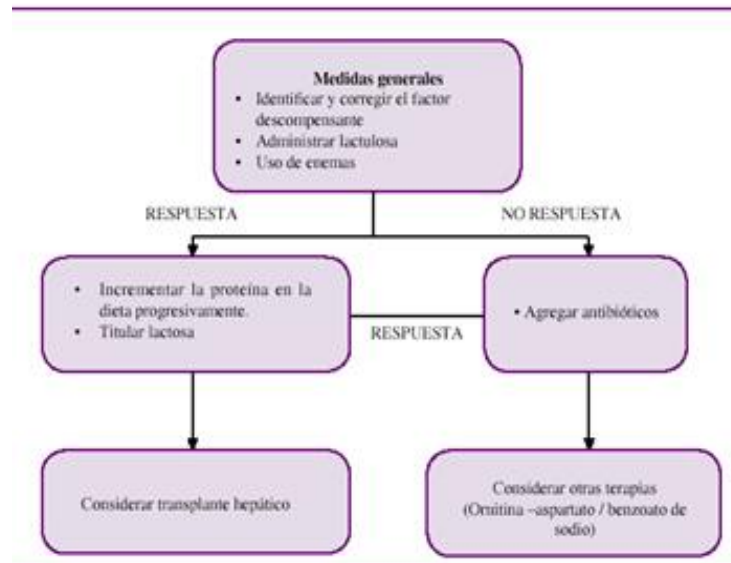 Medidas generales
• Identificar y corregir el factor
descompensante
• Administrar lactulosa
• Uso de enemas
RESPUESTA
NO RESPUESTA
• Incrementar la proteína en la
dieta progresivamente.
• Titular lactosa
RESPUESTA
• Agregar antibióticos
Considerar transplante hepático
Considerar otras terapias
(Ornitina –aspartato / benzoato de
sodio)